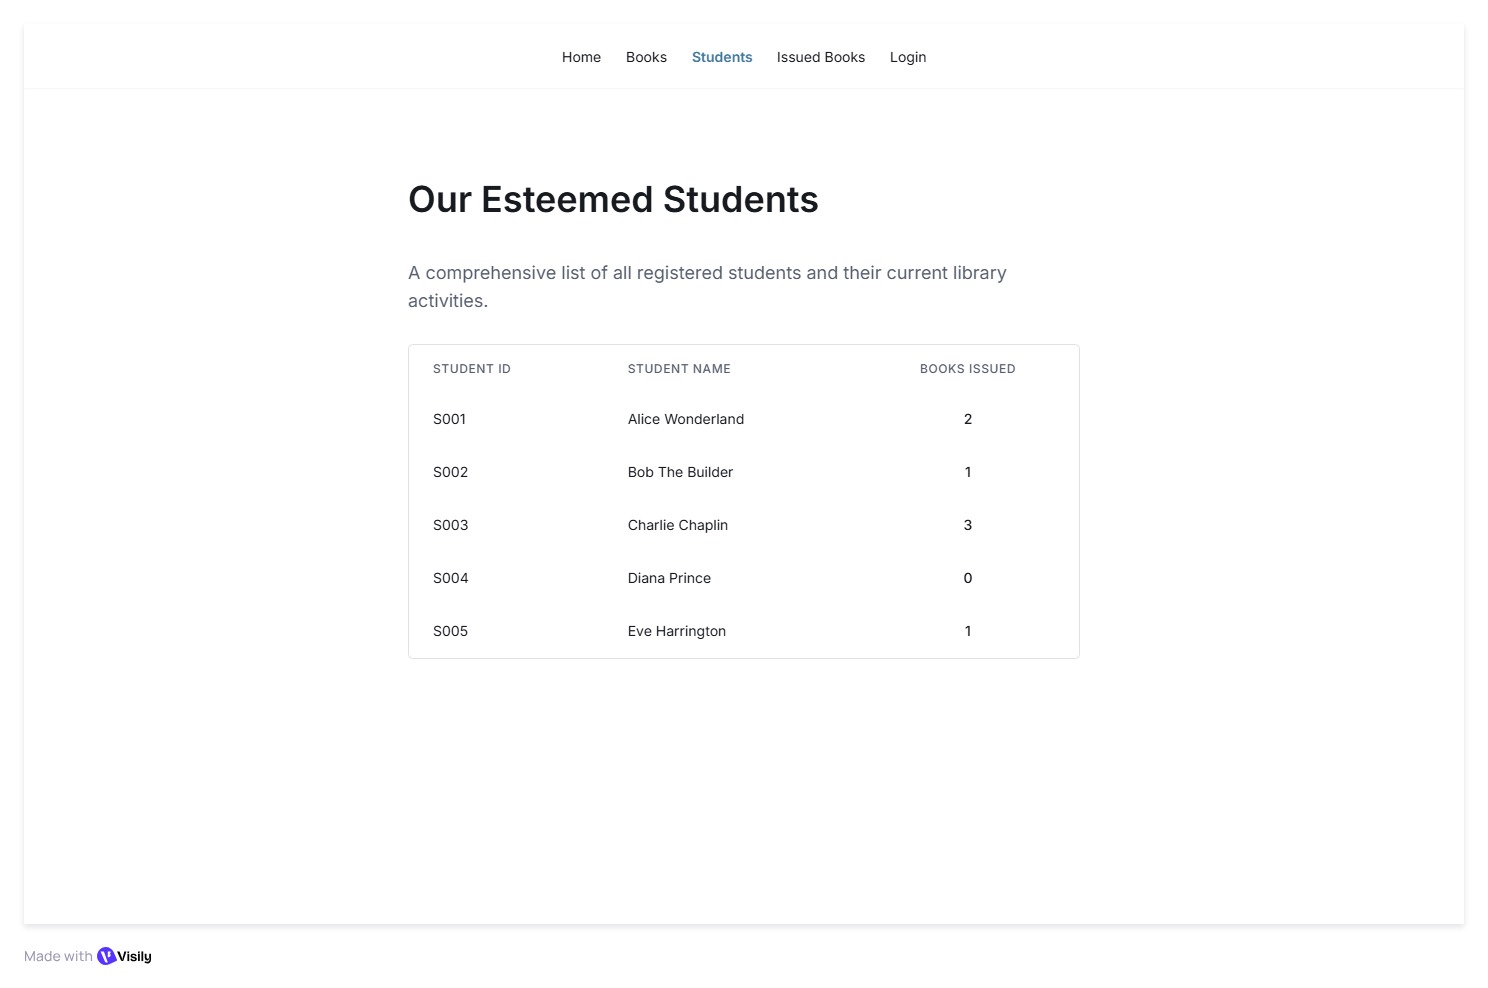 Home Books Students Issued Books Login
Our Esteemed Students
A comprehensive list of all registered students and their current library
activities.
STUDENT ID STUDENT NAME BOOKS ISSUED
S001 Alice Wonderland 2
S002 Bob The Builder 1
S003 Charlie Chaplin 3
S004 Diana Prince 0
S005 Eve Harrington 1
Made with Visily